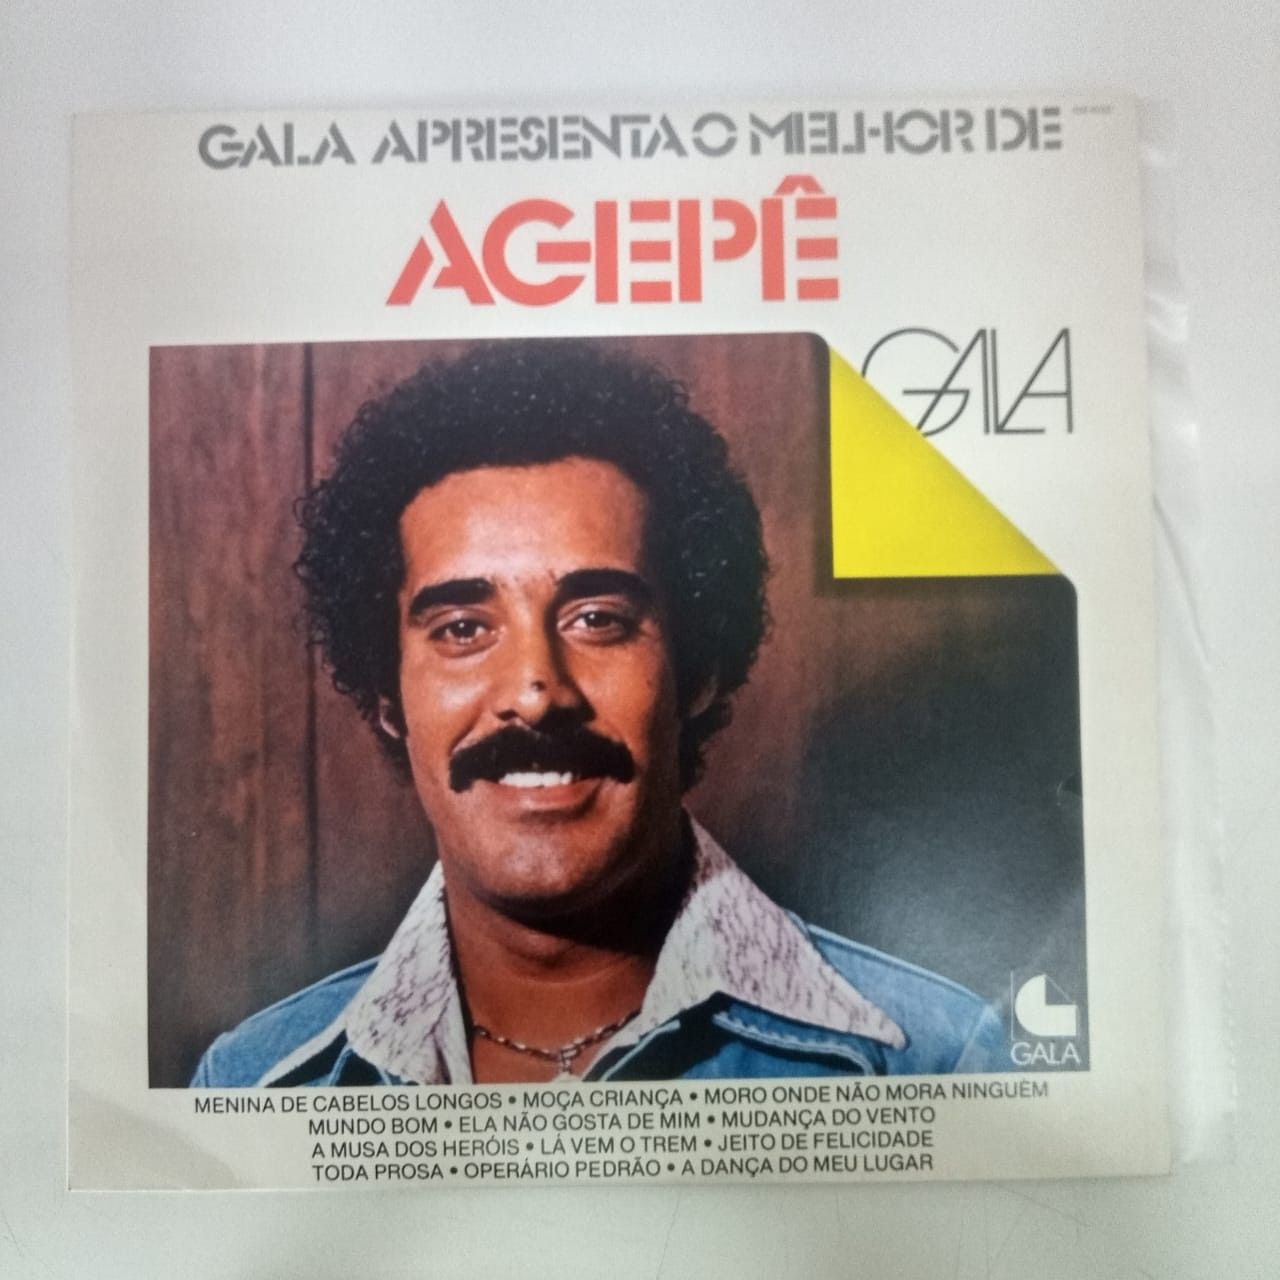 GALA APRESENTA O MELHOR DE
AGEPÊ
GALA
GALA
MENINA DE CABELOS LONGOS • MOÇA CRIANÇA • MORO ONDE NÃO MORA NINGUÉM
MUNDO BOM • ELA NÃO GOSTA DE MIM • MUDANÇA DO VENTO
A MUSA DOS HERÓIS • LÁ VEM O TREM • JEITO DE FELICIDADE
TODA PROSA • OPERÁRIO PEDRÃO • A DANÇA DO MEU LUGAR